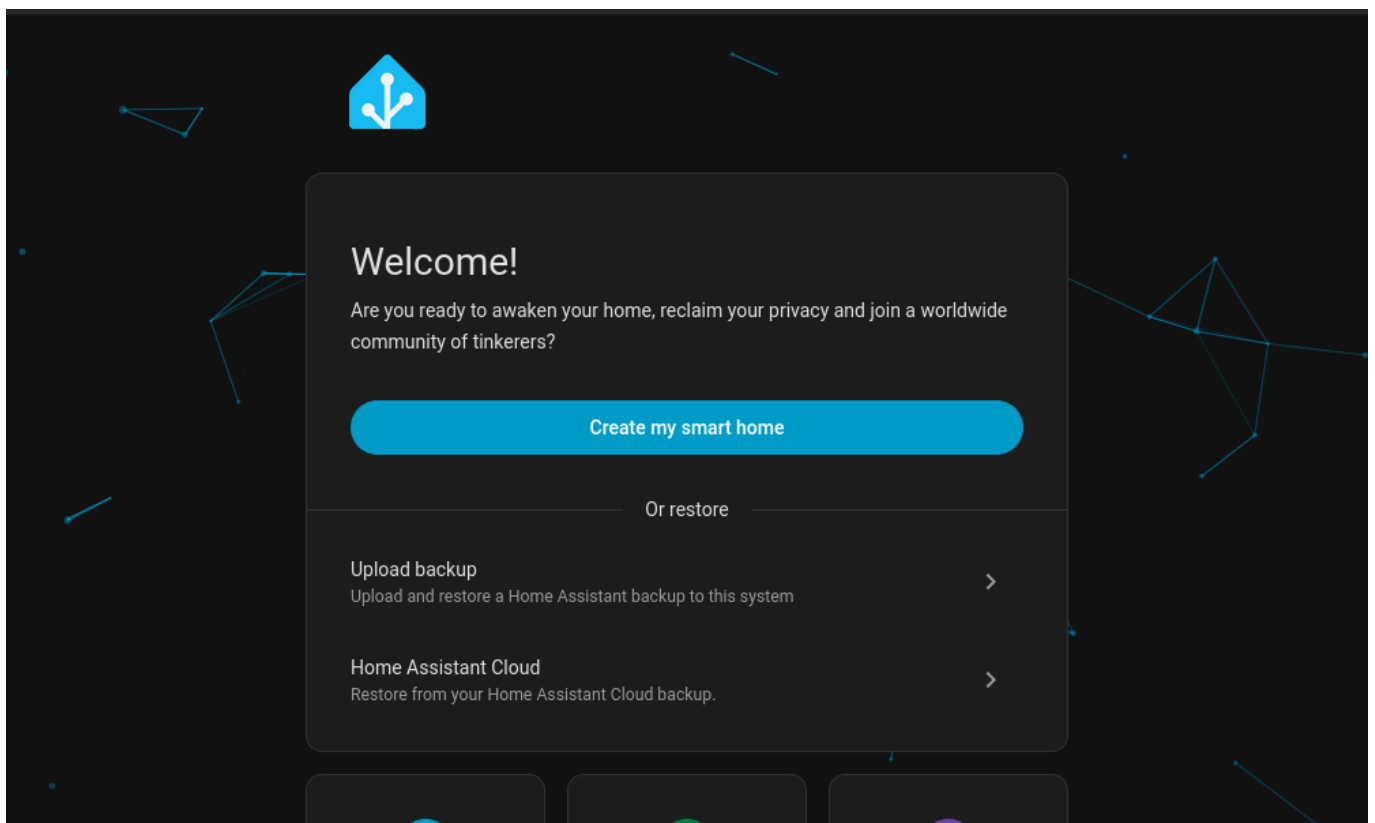 Welcome!
Are you ready to awaken your home, reclaim your privacy and join a worldwide
community of tinkerers?
Create my smart home
Or restore
Upload backup
Upload and restore a Home Assistant backup to this system
Home Assistant Cloud
Restore from your Home Assistant Cloud backup.